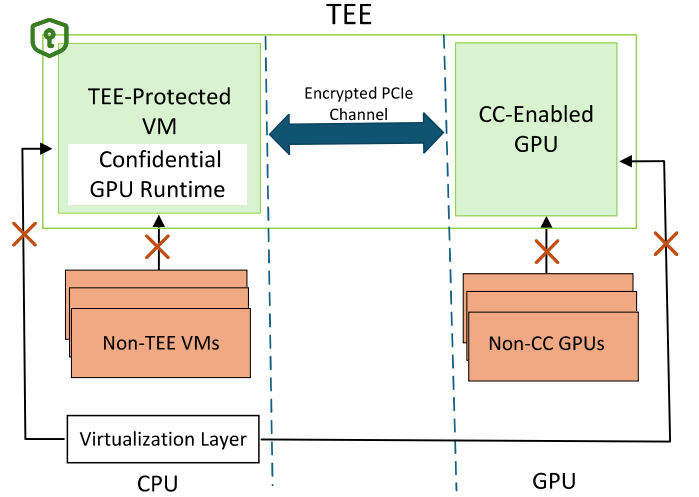 TEE
TEE-Protected
VM
Confidential
GPU Runtime
Encrypted PCIe
Channel
CC-Enabled
GPU
Non-TEE VMs
Non-CC GPUs
Virtualization Layer
CPU
GPU